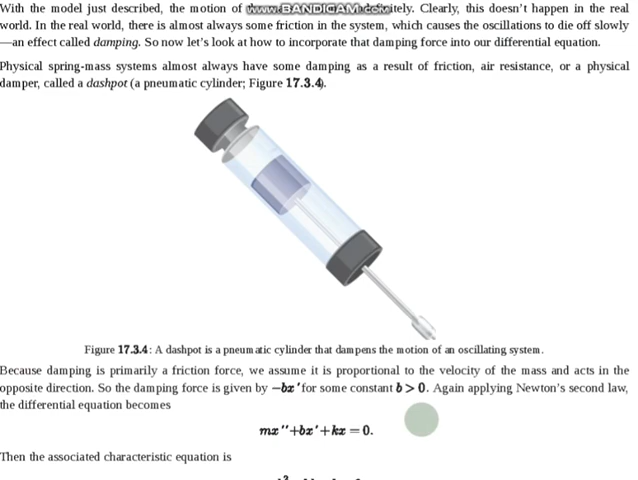 With the model just described, the motion of www.BANDICAM.com itely. Clearly, this doesn't happen in the real
world. In the real world, there is almost always some friction in the system, which causes the oscillations to die off slowly
—an effect called damping. So now let's look at how to incorporate that damping force into our differential equation.
Physical spring-mass systems almost always have some damping as a result of friction, air resistance, or a physical
damper, called a dashpot (a pneumatic cylinder; Figure 17.3.4).
Figure 17.3.4: A dashpot is a pneumatic cylinder that dampens the motion of an oscillating system.
Because damping is primarily a friction force, we assume it is proportional to the velocity of the mass and acts in the
opposite direction. So the damping force is given by −bx′ for some constant b > 0. Again applying Newton's second law,
the differential equation becomes
mx′′+bx′+kx = 0.
Then the associated characteristic equation is